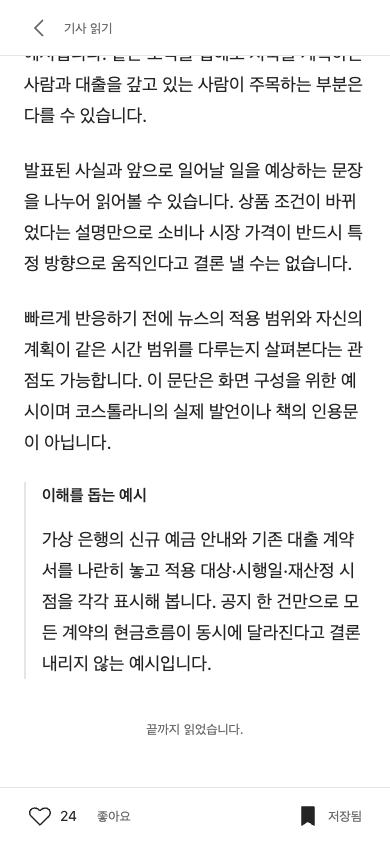 기사 읽기
사람과 대출을 갚고 있는 사람이 주목하는 부분은
다를 수 있습니다.
발표된 사실과 앞으로 일어날 일을 예상하는 문장
을 나누어 읽어볼 수 있습니다. 상품 조건이 바뀌
었다는 설명만으로 소비나 시장 가격이 반드시 특
정 방향으로 움직인다고 결론 낼 수는 없습니다.
빠르게 반응하기 전에 뉴스의 적용 범위와 자신의
계획이 같은 시간 범위를 다루는지 살펴본다는 관
점도 가능합니다. 이 문단은 화면 구성을 위한 예
시이며 코스톨라니의 실제 발언이나 책의 인용문
이 아닙니다.
이해를 돕는 예시
가상 은행의 신규 예금 안내와 기존 대출 계약
서를 나란히 놓고 적용 대상·시행일·재산정 시
점을 각각 표시해 봅니다. 공지 한 건만으로 모
든 계약의 현금흐름이 동시에 달라진다고 결론
내리지 않는 예시입니다.
끝까지 읽었습니다.
24 좋아요 저장됨